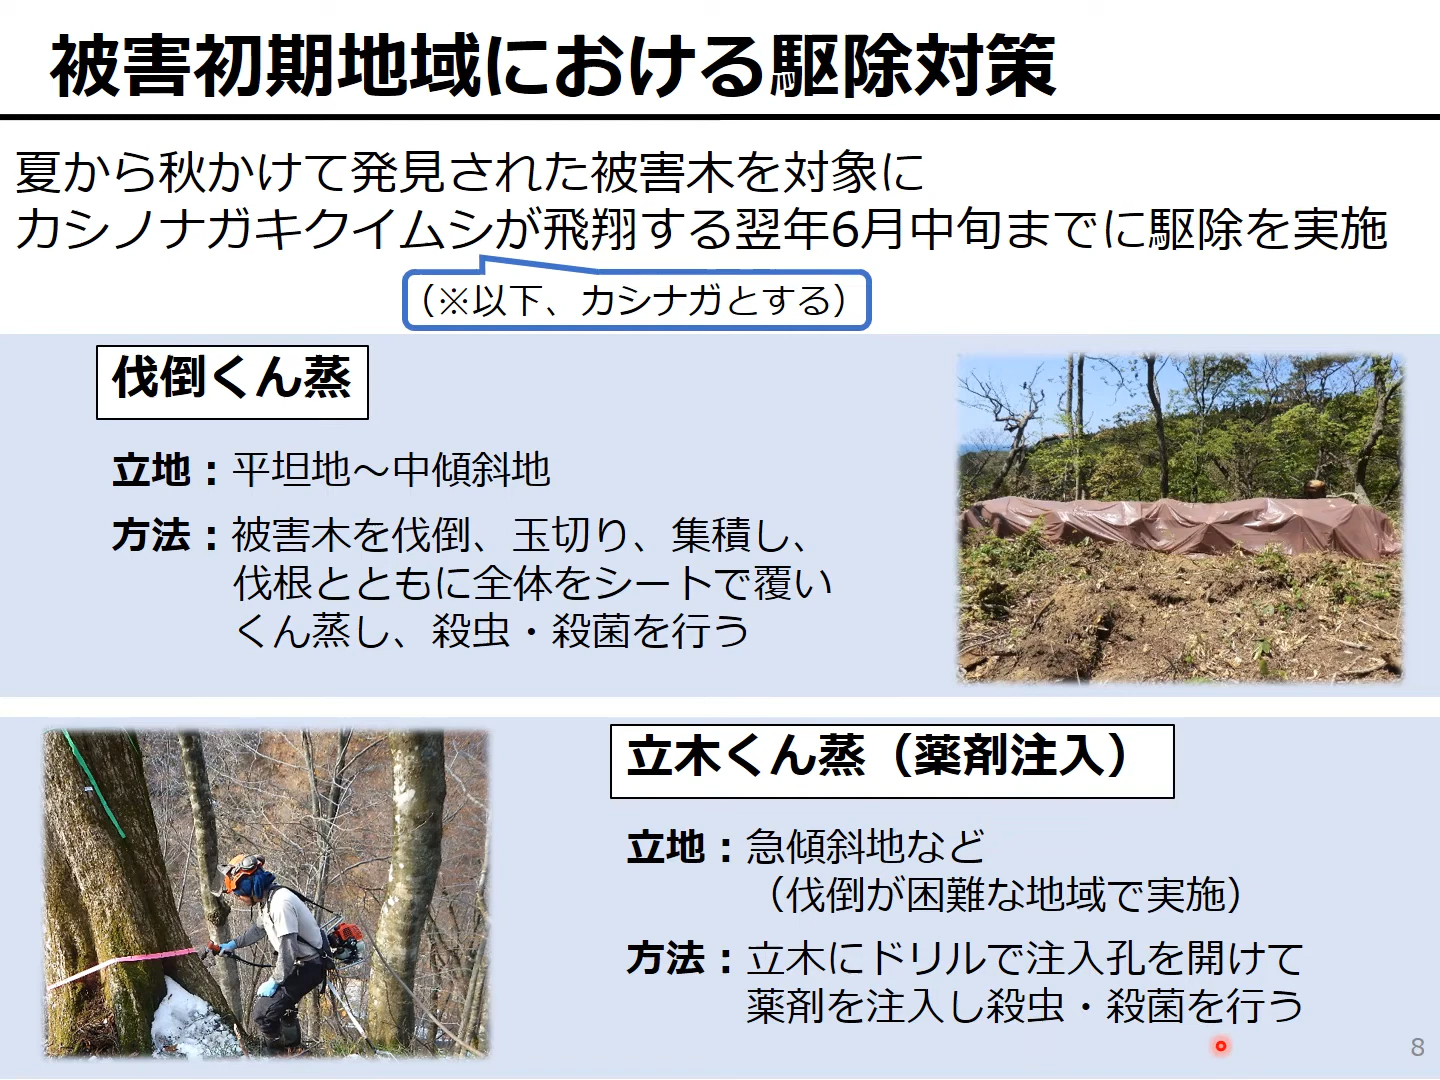 被害初期地域における駆除対策
夏から秋かけて発見された被害木を対象に
カシノナガキクイムシが飛翔する翌年6月中旬までに駆除を実施
（※以下、カシナガとする）
伐倒くん蒸
立地：平坦地～中傾斜地
方法：被害木を伐倒、玉切り、集積し、
伐根とともに全体をシートで覆い
くん蒸し、殺虫・殺菌を行う
立木くん蒸（薬剤注入）
立地：急傾斜地など
（伐倒が困難な地域で実施）
方法：立木にドリルで注入孔を開けて
薬剤を注入し殺虫・殺菌を行う
8